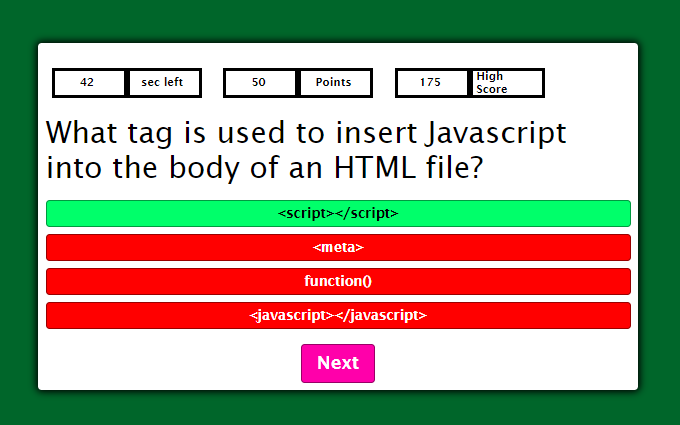 42 sec left 50 Points 175 High Score
What tag is used to insert Javascript
into the body of an HTML file?
<script></script>
<meta>
function()
<javascript></javascript>
Next